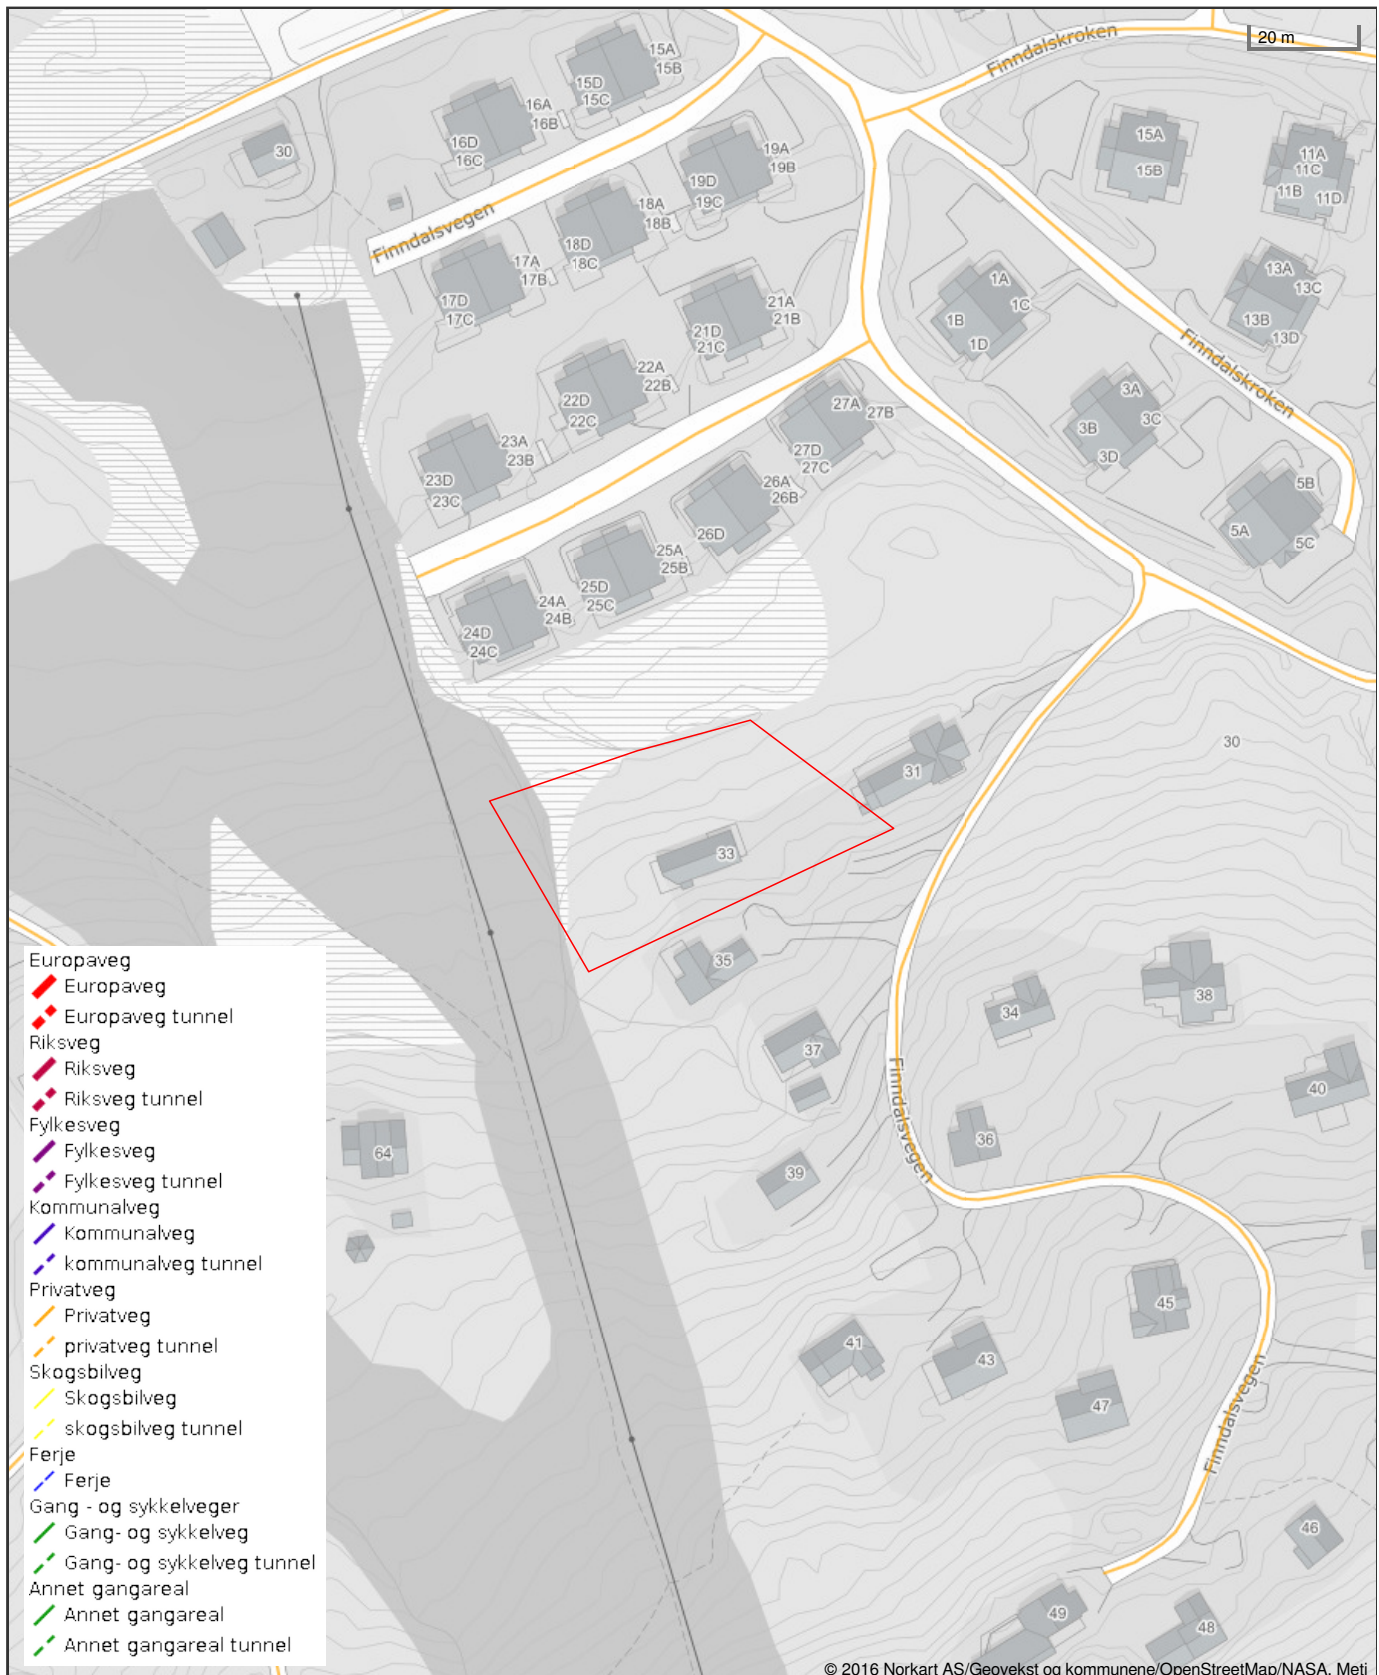 20 m
Finndalskroken
15A
15B
15D
15C
16A
16B
16D
16C
30
19A
19B
19D
19C
15A
15B
11A
11C
11B
11D
18A
18B
18D
18C
Finndalsvegen
17A
17B
17D
17C
13A
13C
13B
13D
1A
1C
1B
1D
21A
21B
21D
21C
Finndalskroken
22A
22B
22D
22C
27A
27B
27D
27C
3A
3C
3B
3D
23A
23B
23D
23C
26A
26B
26D
5B
5A
5C
25A
25B
25D
25C
24A
24B
24D
24C
30
31
33
35
34
38
37
40
Finndalsvegen
36
39
64
45
41
43
47
Finndalsvegen
46
49
48
Europaveg
Europaveg
Europaveg tunnel
Riksveg
Riksveg
Riksveg tunnel
Fylkesveg
Fylkesveg
Fylkesveg tunnel
Kommunalveg
Kommunalveg
kommunalveg tunnel
Privatveg
Privatveg
privatveg tunnel
Skogsbilveg
Skogsbilveg
skogsbilveg tunnel
Ferje
Ferje
Gang - og sykkelveger
Gang- og sykkelveg
Gang- og sykkelveg tunnel
Annet gangareal
Annet gangareal
Annet gangareal tunnel
© 2016 Norkart AS/Geovekst og kommunene/OpenStreetMap/NASA, Meti